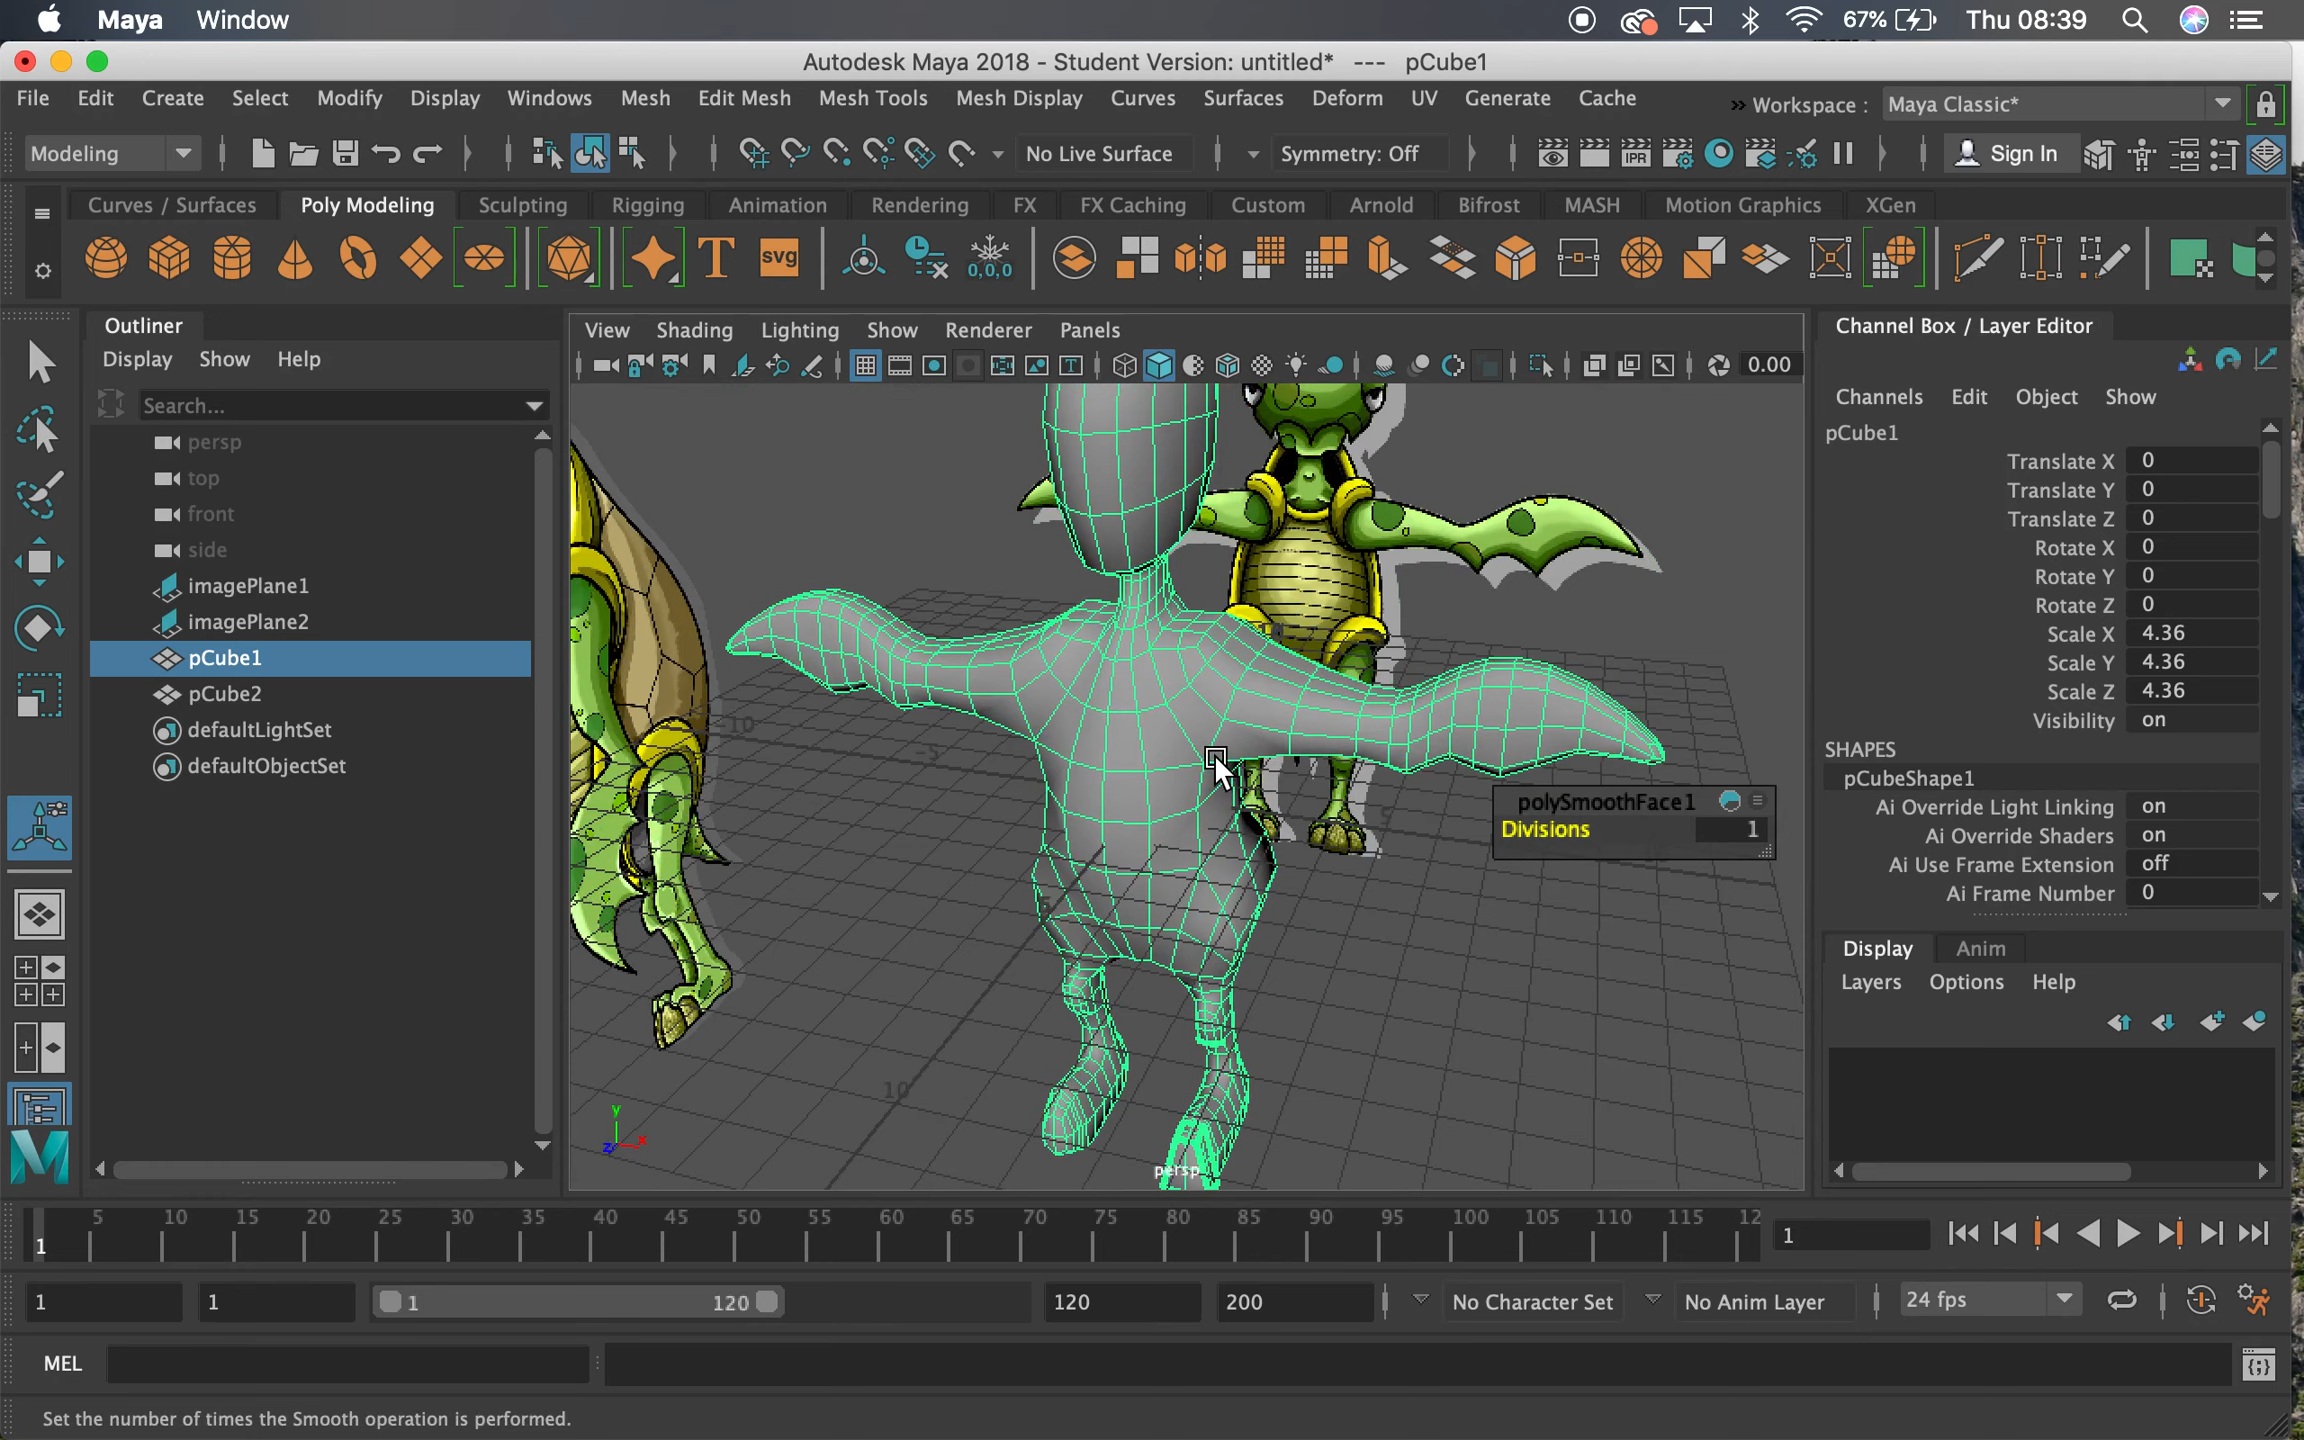 Maya Window 67% Thu 08:39
Autodesk Maya 2018 - Student Version: untitled* --- pCube1
File Edit Create Select Modify Display Windows Mesh Edit Mesh Mesh Tools Mesh Display Curves Surfaces Deform UV Generate Cache » Workspace : Maya Classic*
Modeling No Live Surface Symmetry: Off IPR Sign In
Curves / Surfaces Poly Modeling Sculpting Rigging Animation Rendering FX FX Caching Custom Arnold Bifrost MASH Motion Graphics XGen
T svg 0,0,0
Outliner
Display Show Help
Search...
persp
top
front
side
imagePlane1
imagePlane2
pCube1
pCube2
defaultLightSet
defaultObjectSet
View Shading Lighting Show Renderer Panels
T 0.00
-10
-5
5
5
10
y
z x
persp
polySmoothFace1
Divisions 1
Channel Box / Layer Editor
Channels Edit Object Show
pCube1
Translate X 0
Translate Y 0
Translate Z 0
Rotate X 0
Rotate Y 0
Rotate Z 0
Scale X 4.36
Scale Y 4.36
Scale Z 4.36
Visibility on
SHAPES
pCubeShape1
Ai Override Light Linking on
Ai Override Shaders on
Ai Use Frame Extension off
Ai Frame Number 0
Display Anim
Layers Options Help
5 10 15 20 25 30 35 40 45 50 55 60 65 70 75 80 85 90 95 100 105 110 115 12
1 1
1 1 1 120 120 200 No Character Set No Anim Layer 24 fps
MEL
Set the number of times the Smooth operation is performed.